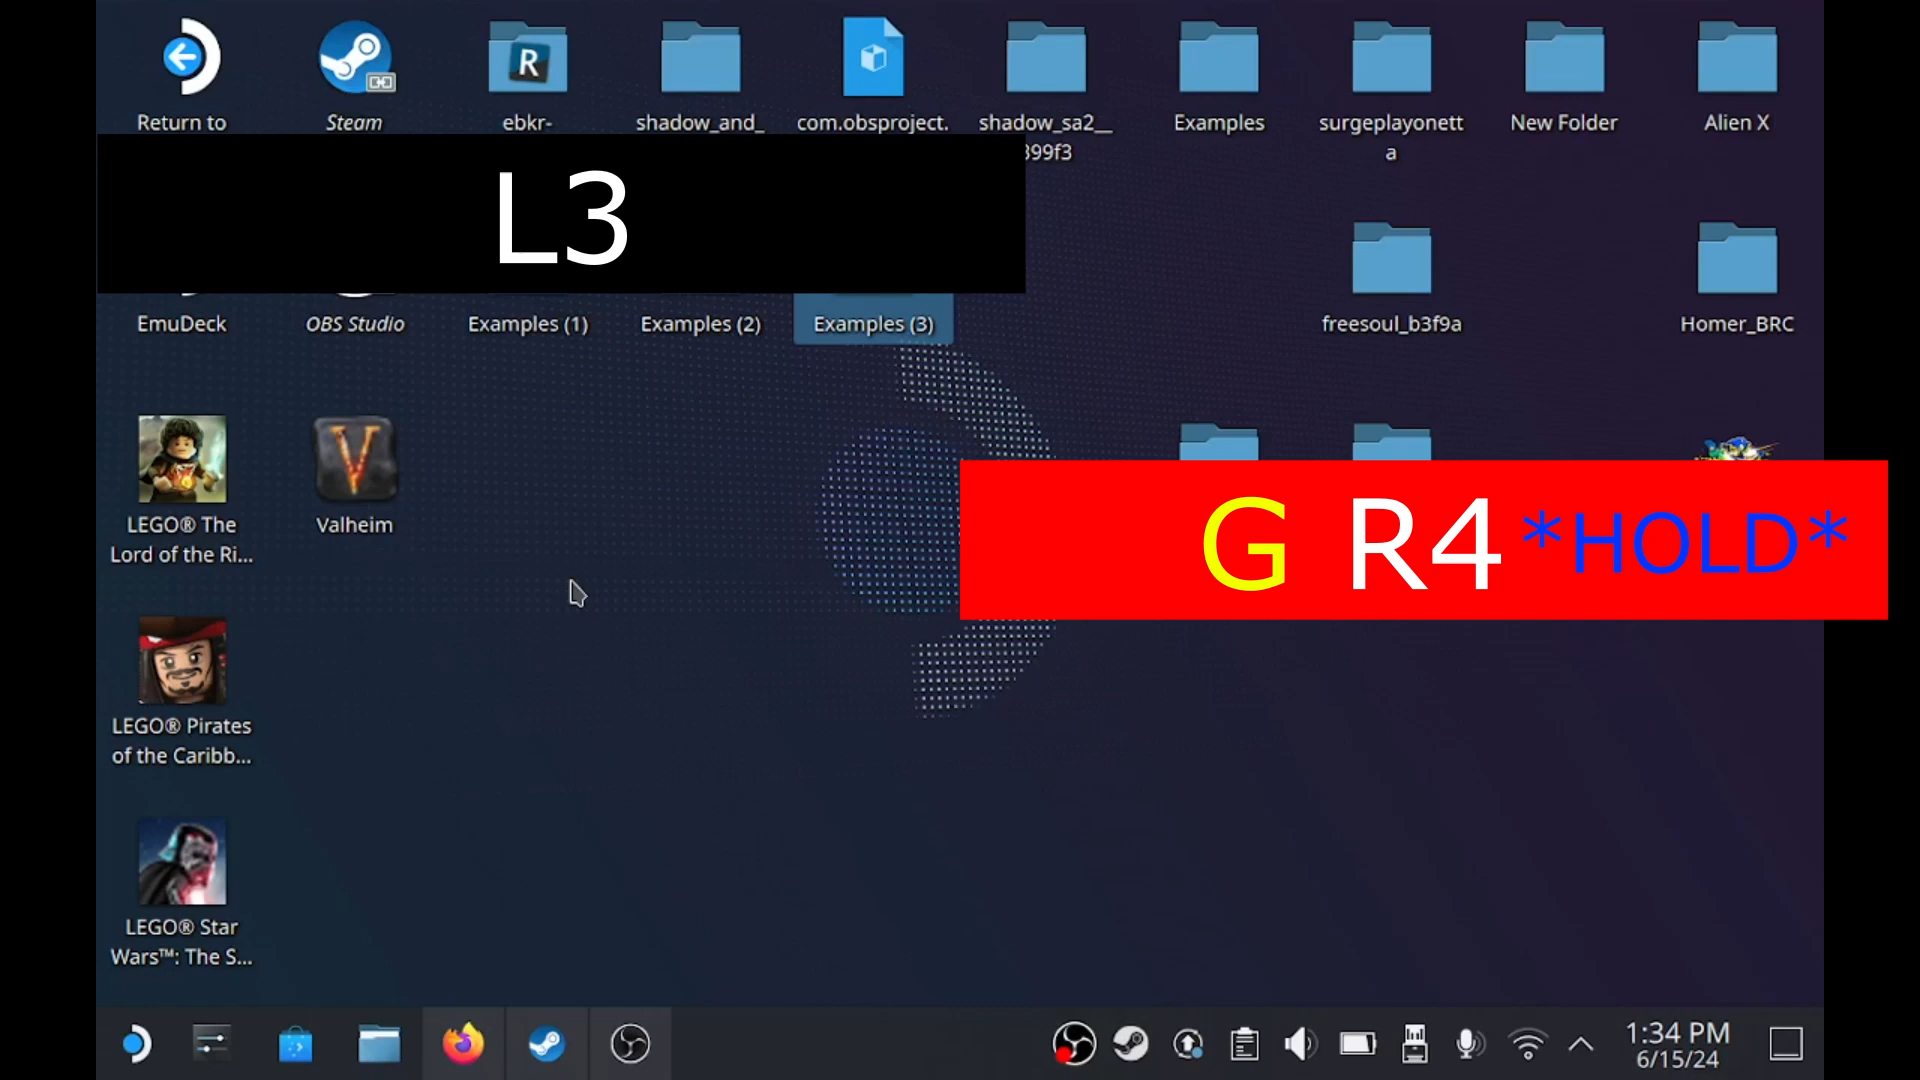 Return to
Steam
ebkr-
shadow_and_
com.obsproject.
shadow_sa2__
399f3
Examples
surgeplayonett
a
New Folder
Alien X
L3
EmuDeck
OBS Studio
Examples (1)
Examples (2)
Examples (3)
freesoul_b3f9a
Homer_BRC
LEGO® The
Lord of the Ri...
Valheim
G R4 *HOLD*
LEGO® Pirates
of the Caribb...
LEGO® Star
Wars™: The S...
1:34 PM
6/15/24